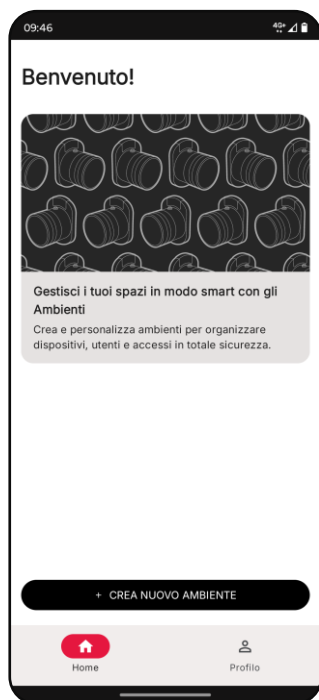 09:46
4G+
Benvenuto!
Gestisci i tuoi spazi in modo smart con gli
Ambienti
Crea e personalizza ambienti per organizzare
dispositivi, utenti e accessi in totale sicurezza.
+ CREA NUOVO AMBIENTE
Home
Profilo